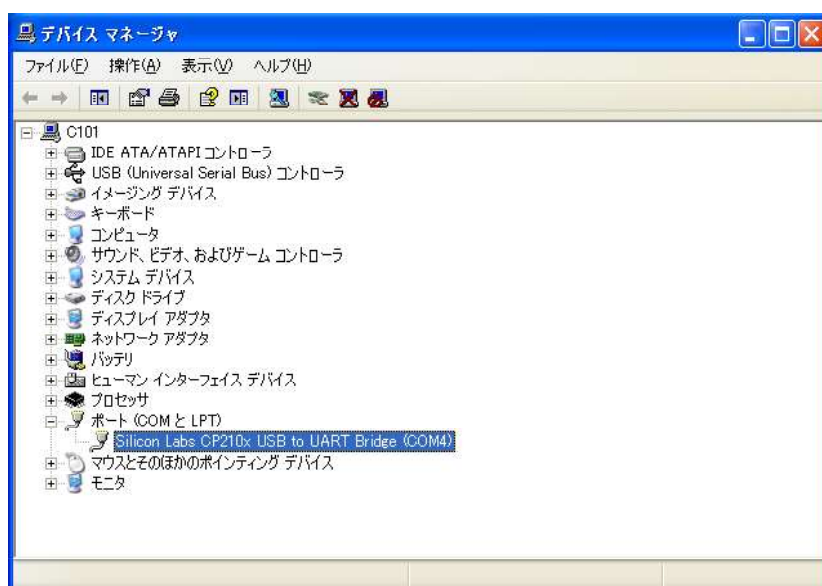 デバイス マネージャ
ファイル(F) 操作(A) 表示(V) ヘルプ(H)
C101
IDE ATA/ATAPI コントローラ
USB (Universal Serial Bus) コントローラ
イメージング デバイス
キーボード
コンピュータ
サウンド、ビデオ、およびゲーム コントローラ
システム デバイス
ディスク ドライブ
ディスプレイ アダプタ
ネットワーク アダプタ
バッテリ
ヒューマン インターフェイス デバイス
プロセッサ
ポート (COM と LPT)
Silicon Labs CP210x USB to UART Bridge (COM4)
マウスとそのほかのポインティング デバイス
モニタ